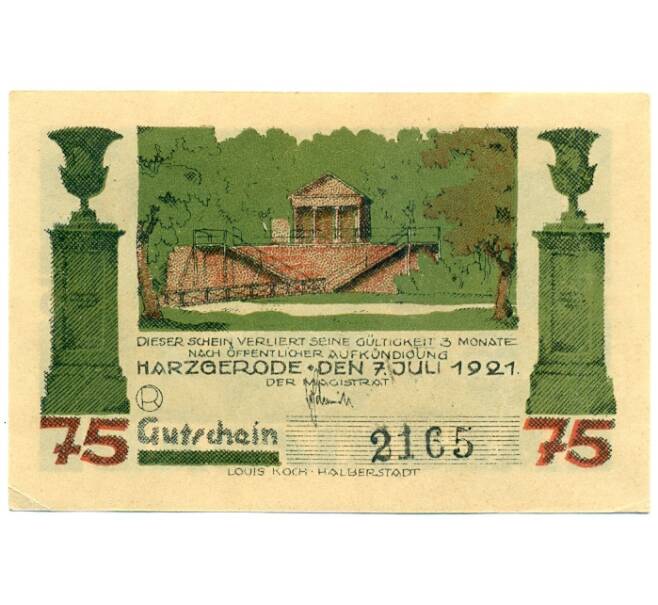 DIESER SCHEIN VERLIERT SEINE GÜLTIGKEIT 3 MONATE
NACH ÖFFENTLICHER AUFKÜNDIGUNG
HARZGERODE · DEN 7. JULI 1921.
DER MAGISTRAT
R
75 Gutschein 2165 75
LOUIS KOCH · HALBERSTADT